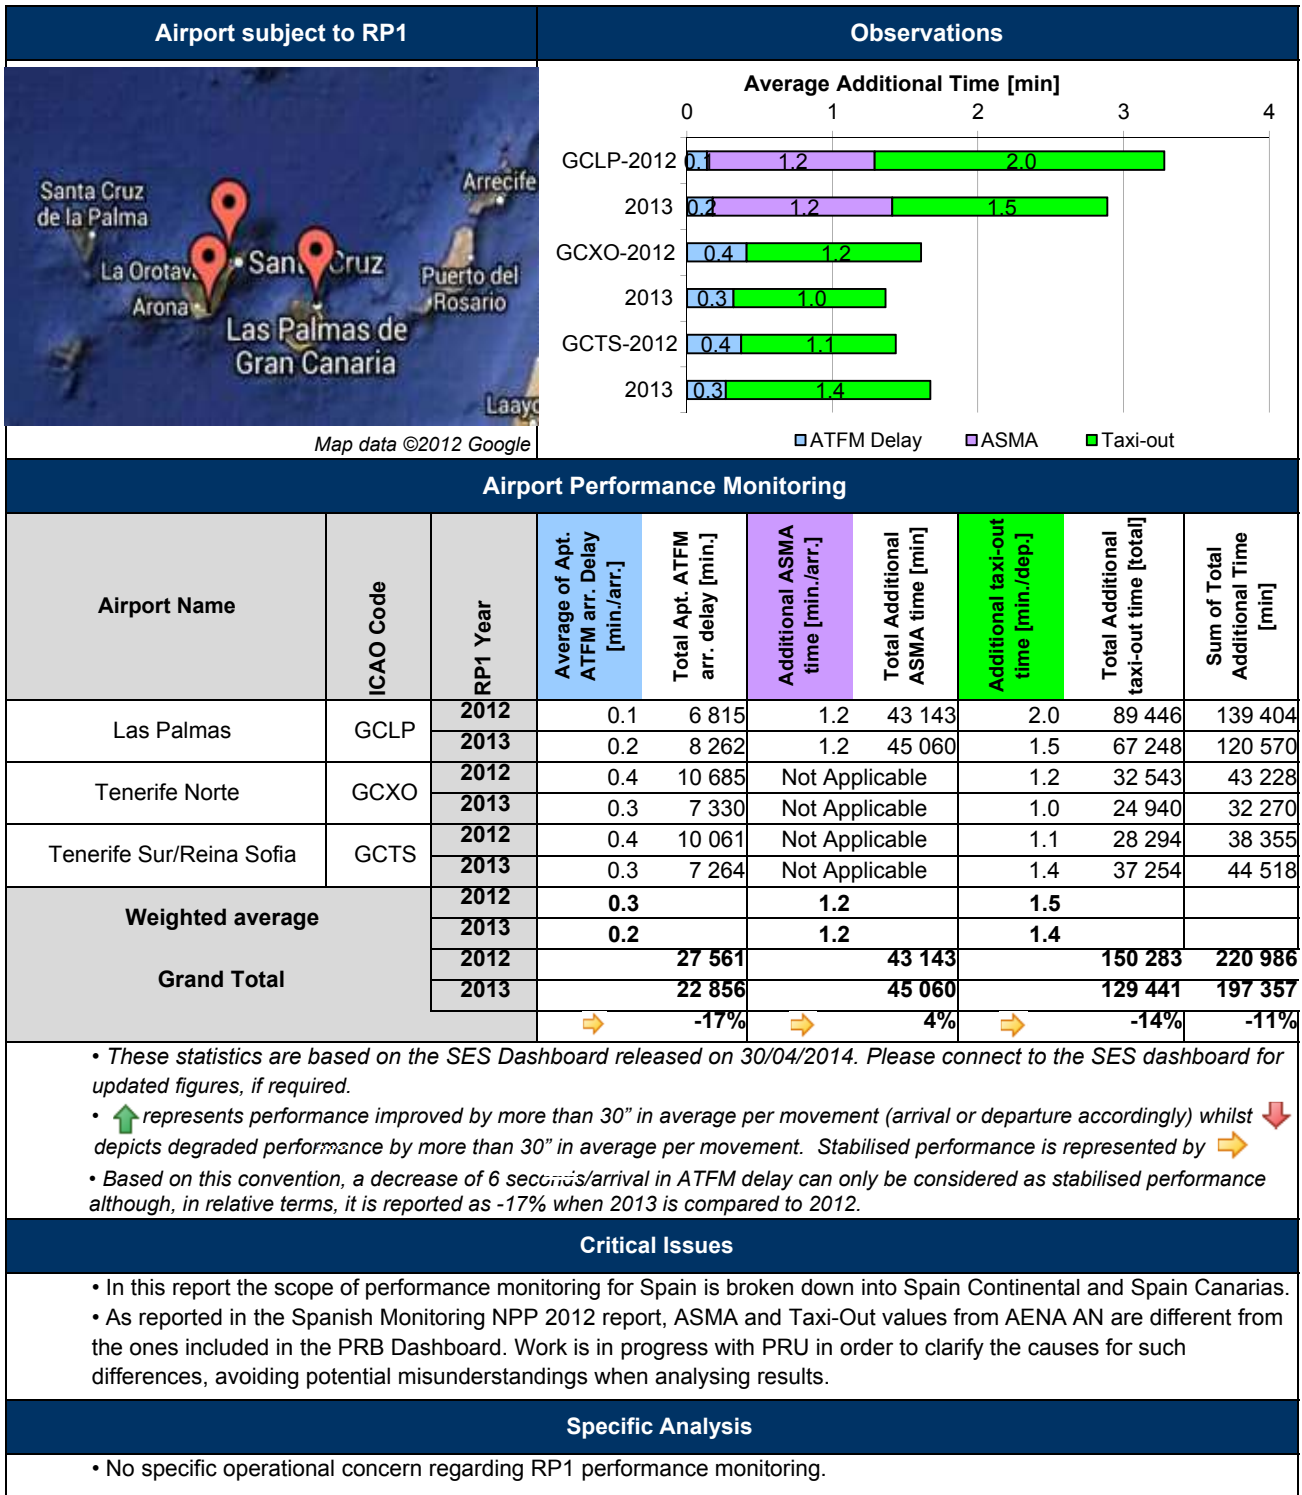 Airport subject to RP1
Observations
Santa Cruz
de la Palma
Arrecife
La Orotav
Santa Cruz
Puerto del
Rosario
Arona
Las Palmas de
Gran Canaria
Laayo
Map data ©2012 Google
Average Additional Time [min]
0 1 2 3 4
GCLP-2012 0.1 1.2 2.0
2013 0.2 1.2 1.5
GCXO-2012 0.4 1.2
2013 0.3 1.0
GCTS-2012 0.4 1.1
2013 0.3 1.4
ATFM Delay ASMA Taxi-out
Airport Performance Monitoring
Airport Name
ICAO Code
RP1 Year
Average of Apt.
ATFM arr. Delay
[min./arr.]
Total Apt. ATFM
arr. delay [min.]
Additional ASMA
time [min./arr.]
Total Additional
ASMA time [min]
Additional taxi-out
time [min./dep.]
Total Additional
taxi-out time [total]
Sum of Total
Additional Time
[min]
Las Palmas GCLP
2012 0.1 6 815 1.2 43 143 2.0 89 446 139 404
2013 0.2 8 262 1.2 45 060 1.5 67 248 120 570
Tenerife Norte GCXO
2012 0.4 10 685 Not Applicable 1.2 32 543 43 228
2013 0.3 7 330 Not Applicable 1.0 24 940 32 270
Tenerife Sur/Reina Sofia GCTS
2012 0.4 10 061 Not Applicable 1.1 28 294 38 355
2013 0.3 7 264 Not Applicable 1.4 37 254 44 518
Weighted average
2012 0.3 1.2 1.5
2013 0.2 1.2 1.4
Grand Total
2012 27 561 43 143 150 283 220 986
2013 22 856 45 060 129 441 197 357
-17% 4% -14% -11%
• These statistics are based on the SES Dashboard released on 30/04/2014. Please connect to the SES dashboard for
updated figures, if required.
• represents performance improved by more than 30” in average per movement (arrival or departure accordingly) whilst
depicts degraded performance by more than 30” in average per movement. Stabilised performance is represented by
• Based on this convention, a decrease of 6 seconds/arrival in ATFM delay can only be considered as stabilised performance
although, in relative terms, it is reported as -17% when 2013 is compared to 2012.
Critical Issues
• In this report the scope of performance monitoring for Spain is broken down into Spain Continental and Spain Canarias.
• As reported in the Spanish Monitoring NPP 2012 report, ASMA and Taxi-Out values from AENA AN are different from
the ones included in the PRB Dashboard. Work is in progress with PRU in order to clarify the causes for such
differences, avoiding potential misunderstandings when analysing results.
Specific Analysis
• No specific operational concern regarding RP1 performance monitoring.